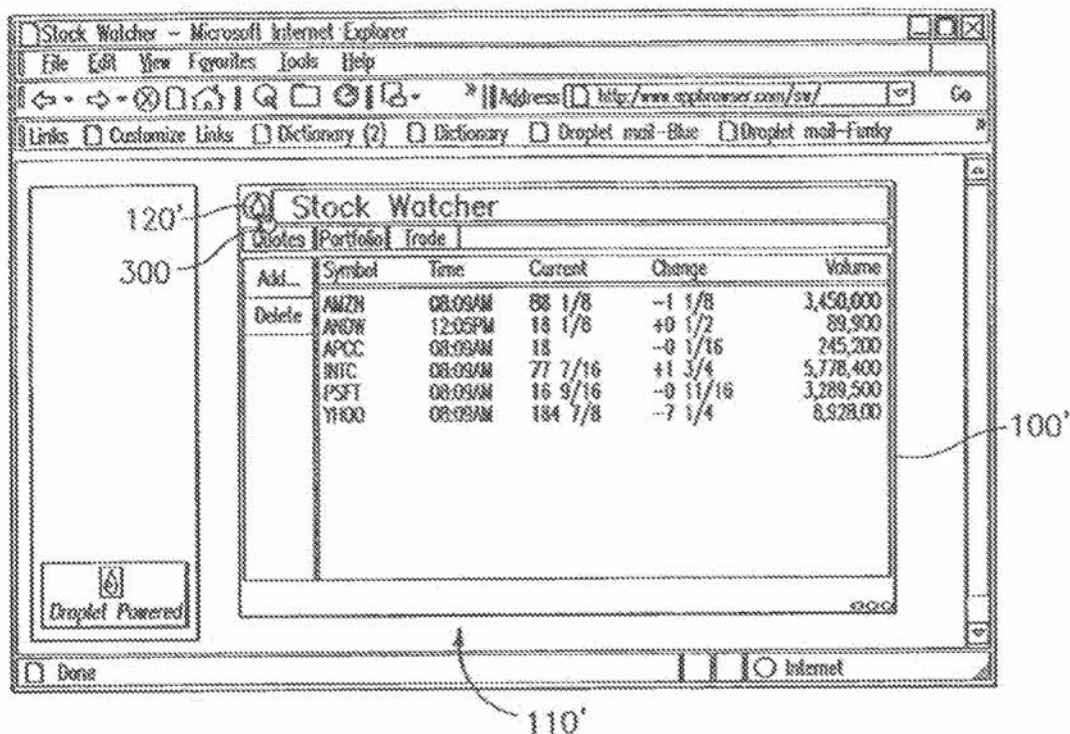 Stock Watcher - Microsoft Internet Explorer
File Edit View Favorites Tools Help
» Address http://www.appbrowser.com/sw/ Go
Links Customize Links Dictionary (2) Dictionary Droplet mail-Blue Droplet mail-Funky »
120' Stock Watcher
300 Quotes Portfolio Trade
Add... Symbol Time Current Change Volume
AMZN 08:09AM 88 1/8 -1 1/8 3,450,000
Delete ANDW 12:05PM 18 1/8 +0 1/2 89,900
APCC 08:09AM 18 -0 1/16 245,200
INTC 08:09AM 77 7/16 +1 3/4 5,778,400
PSFT 08:09AM 16 9/16 -0 11/16 3,289,500
YHOO 08:09AM 184 7/8 -7 1/4 8,928,00
100'
Droplet Powered
Done Internet
110'